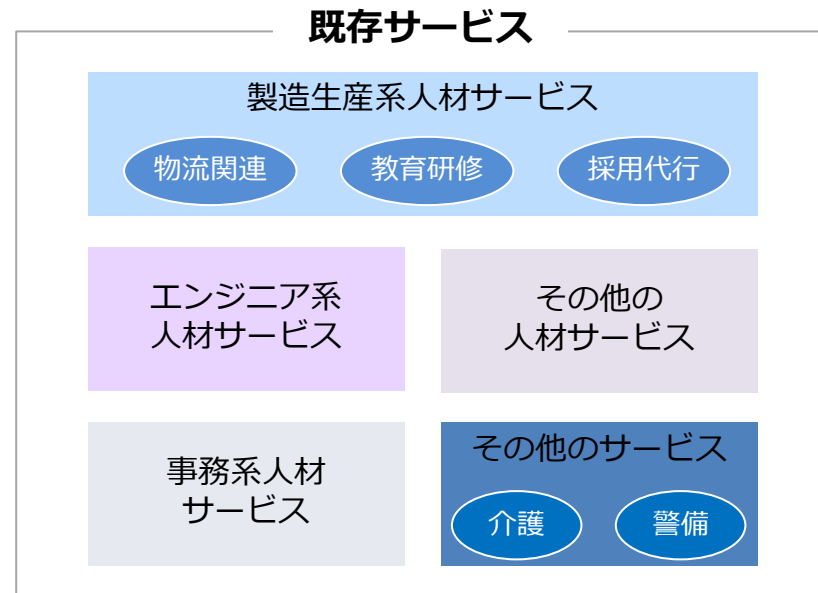 既存サービス
製造生産系人材サービス
物流関連
教育研修
採用代行
エンジニア系
人材サービス
その他の
人材サービス
事務系人材
サービス
その他のサービス
介護
警備